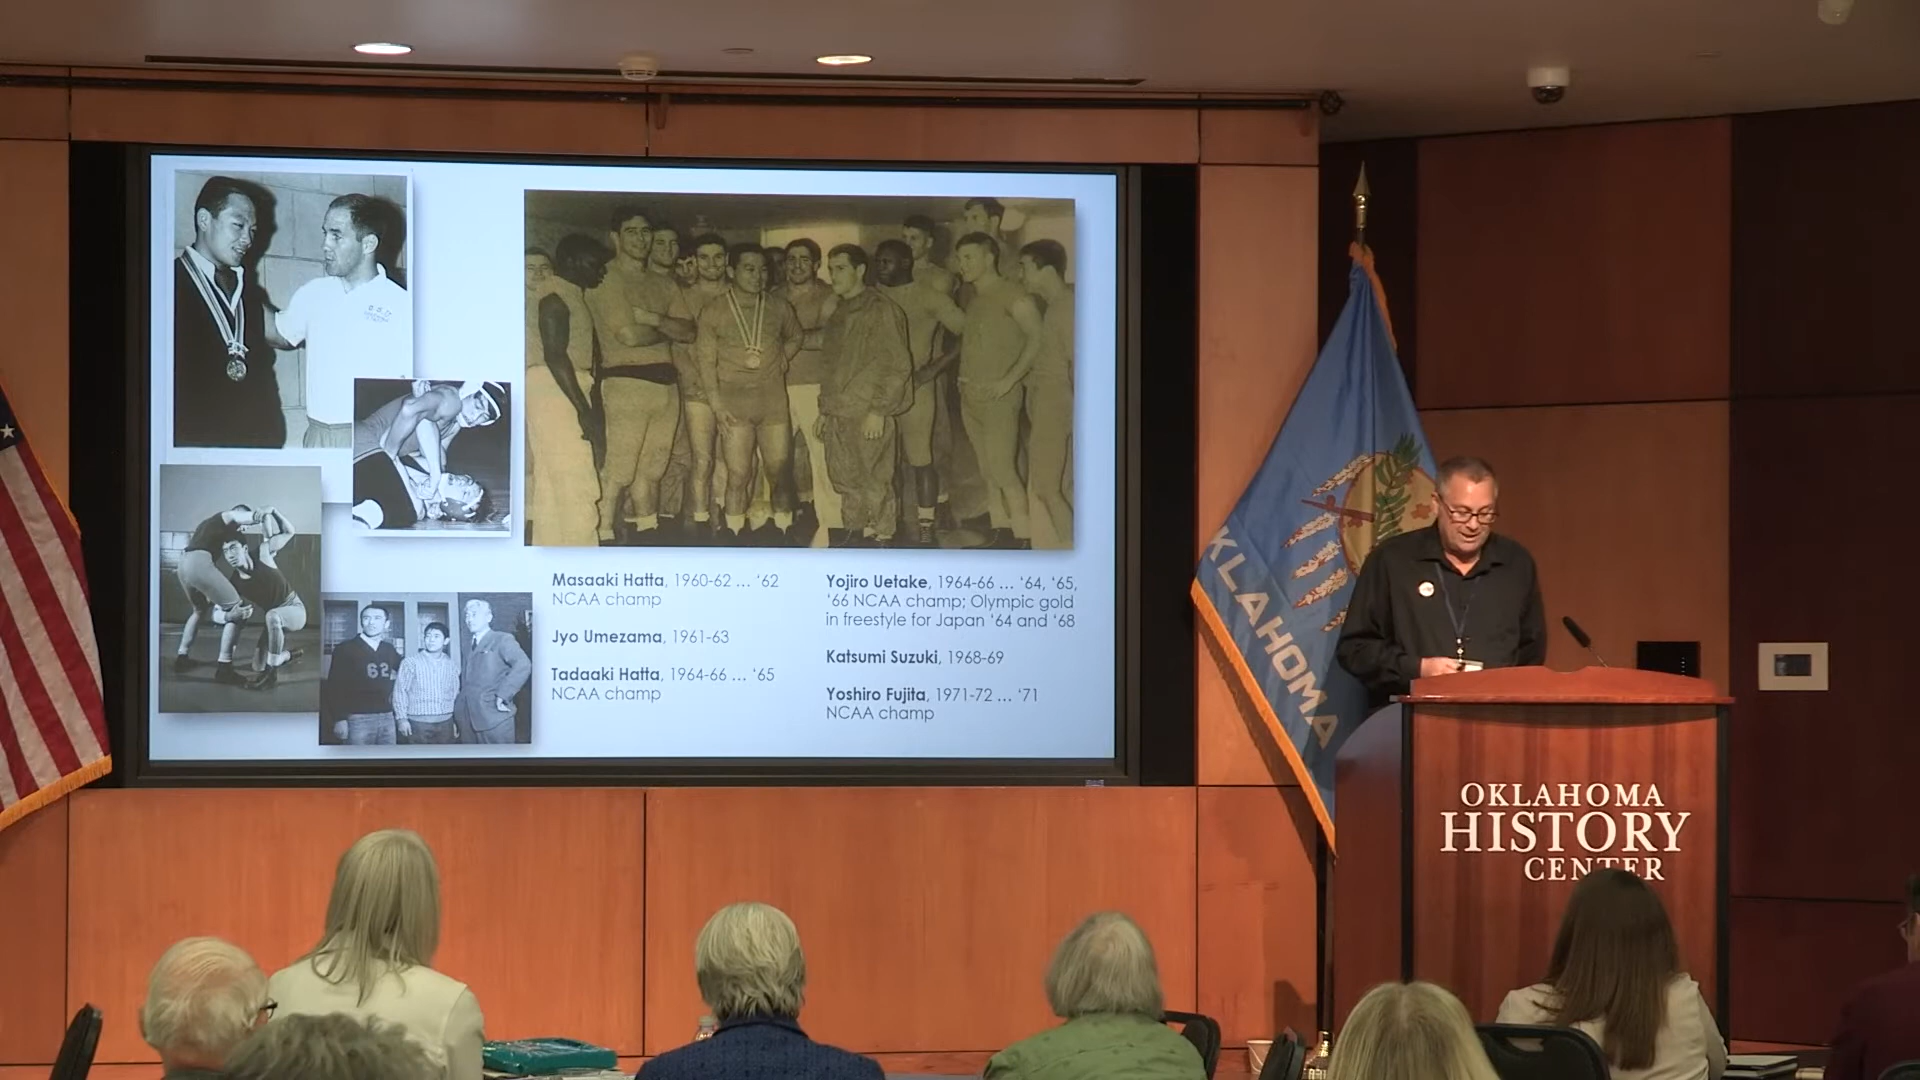 Masaaki Hatta, 1960-62 ... ‘62
NCAA champ
Jyo Umezama, 1961-63
Tadaaki Hatta, 1964-66 ... ‘65
NCAA champ
Yojiro Uetake, 1964-66 ... ‘64, ‘65,
‘66 NCAA champ; Olympic gold
in freestyle for Japan ‘64 and ‘68
Katsumi Suzuki, 1968-69
Yoshiro Fujita, 1971-72 ... ‘71
NCAA champ
62
KLAHOMA
OKLAHOMA
HISTORY
CENTER